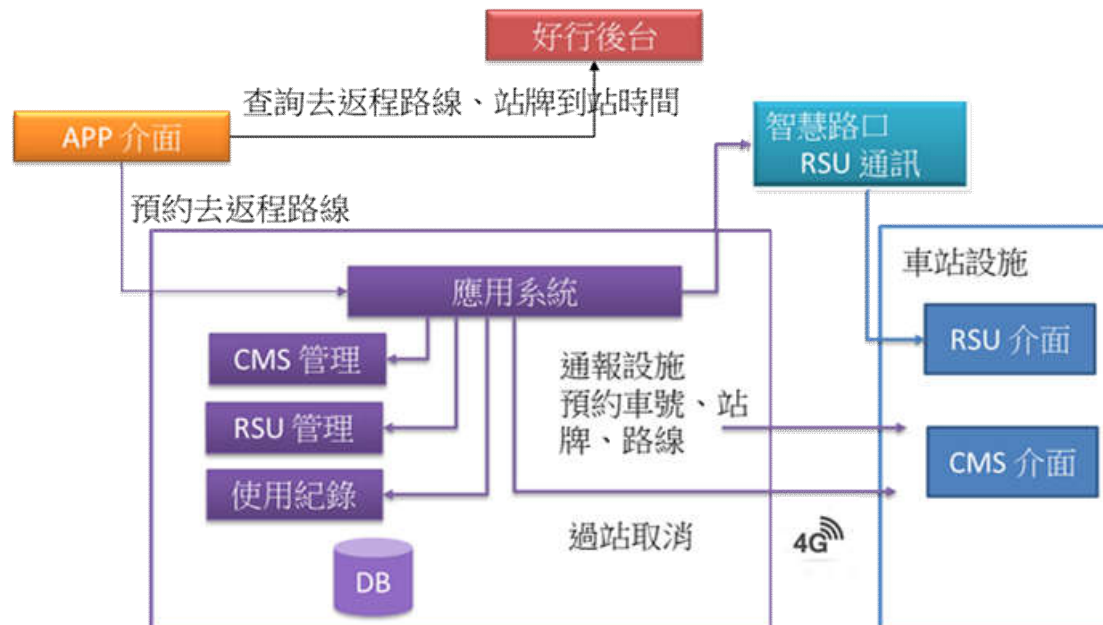 好行後台
查詢去返程路線、站牌到站時間
APP 介面
智慧路口
RSU 通訊
預約去返程路線
車站設施
應用系統
RSU 介面
CMS 管理
通報設施
預約車號、站
牌、路線
RSU 管理
CMS 介面
使用紀錄
過站取消
4G
DB